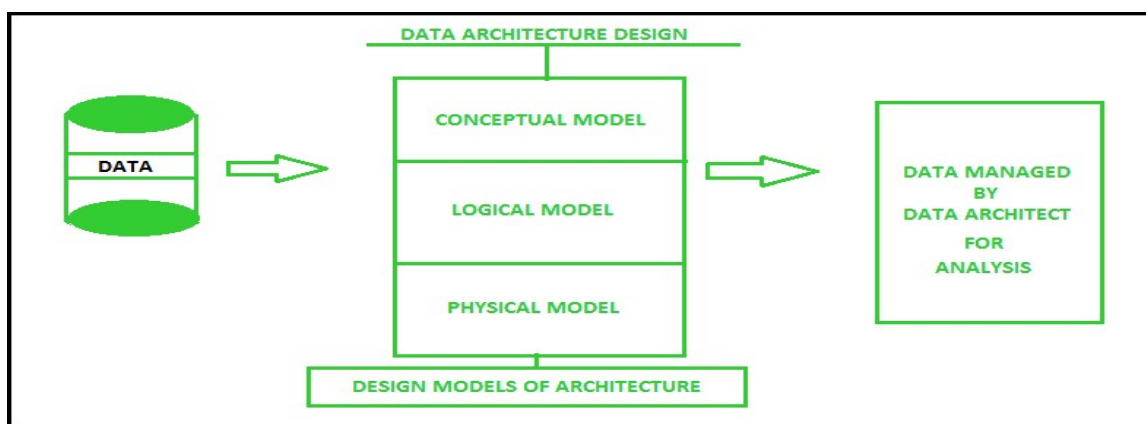 DATA ARCHITECTURE DESIGN
DATA
CONCEPTUAL MODEL
LOGICAL MODEL
PHYSICAL MODEL
DESIGN MODELS OF ARCHITECTURE
DATA MANAGED
BY
DATA ARCHITECT
FOR
ANALYSIS